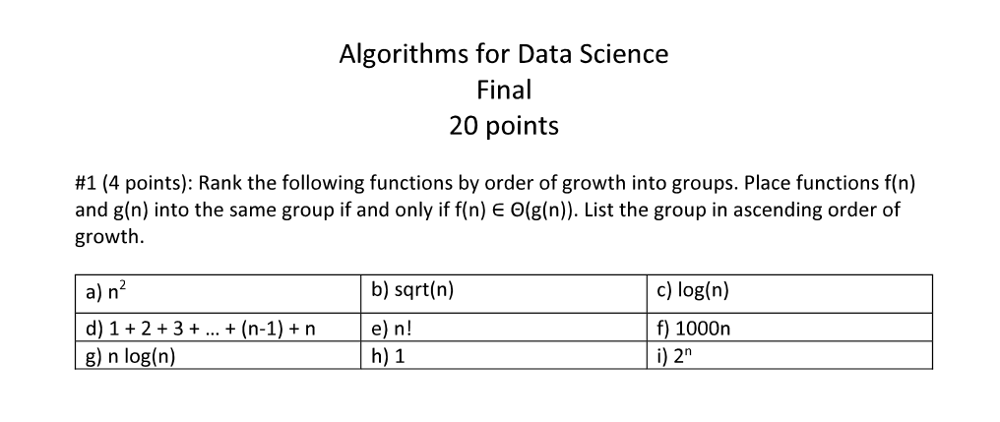 Algorithms for Data Science
Final
20 points
#1 (4 points): Rank the following functions by order of growth into groups. Place functions f(n)
and g(n) into the same group if and only if f(n) ∈ Θ(g(n)). List the group in ascending order of
growth.
a) n² b) sqrt(n) c) log(n)
d) 1 + 2 + 3 + ... + (n-1) + n e) n! f) 1000n
g) n log(n) h) 1 i) 2ⁿ